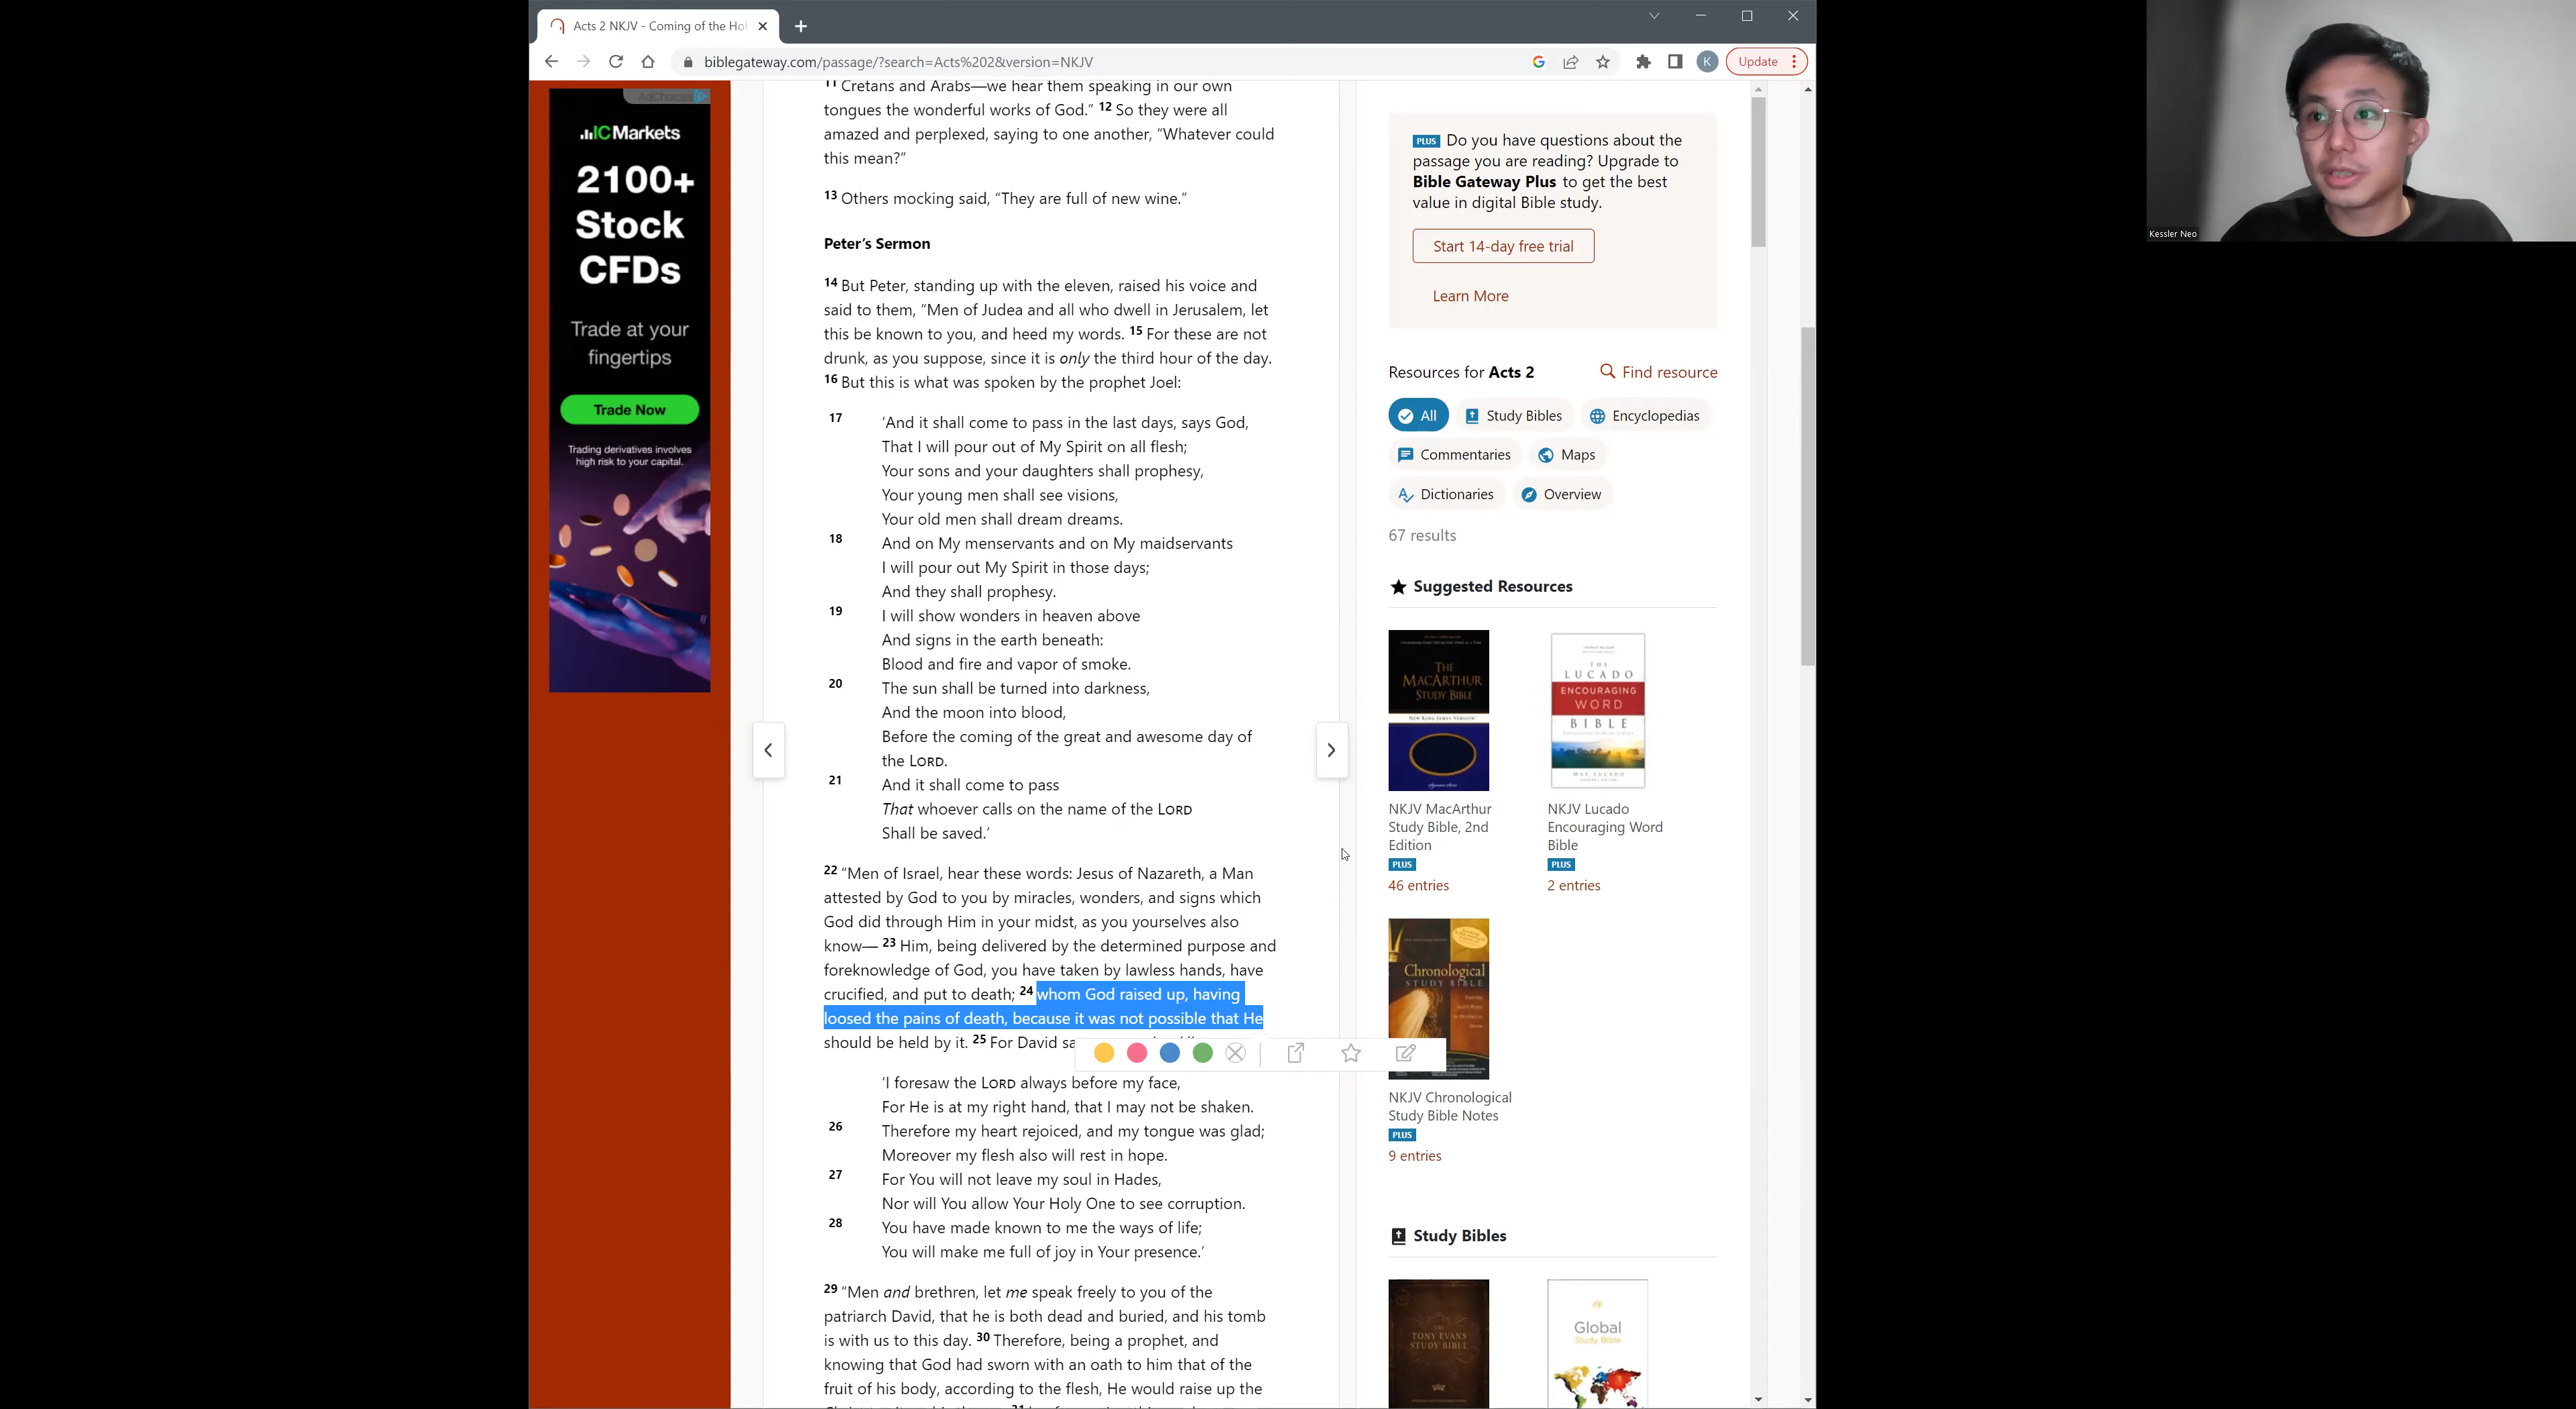 Acts 2 NKJV - Coming of the Hol
biblegateway.com/passage/?search=Acts%202&version=NKJV
K
Update
AdChoices
IC Markets
2100+
Stock
CFDs
Trade at your
fingertips
Trade Now
Trading derivatives involves
high risk to your capital.
11 Cretans and Arabs—we hear them speaking in our own
tongues the wonderful works of God.” 12 So they were all
amazed and perplexed, saying to one another, “Whatever could
this mean?”
13 Others mocking said, “They are full of new wine.”
Peter’s Sermon
14 But Peter, standing up with the eleven, raised his voice and
said to them, “Men of Judea and all who dwell in Jerusalem, let
this be known to you, and heed my words. 15 For these are not
drunk, as you suppose, since it is only the third hour of the day.
16 But this is what was spoken by the prophet Joel:
17 ‘And it shall come to pass in the last days, says God,
That I will pour out of My Spirit on all flesh;
Your sons and your daughters shall prophesy,
Your young men shall see visions,
Your old men shall dream dreams.
18 And on My menservants and on My maidservants
I will pour out My Spirit in those days;
And they shall prophesy.
19 I will show wonders in heaven above
And signs in the earth beneath:
Blood and fire and vapor of smoke.
20 The sun shall be turned into darkness,
And the moon into blood,
Before the coming of the great and awesome day of
the LORD.
21 And it shall come to pass
That whoever calls on the name of the LORD
Shall be saved.’
22 “Men of Israel, hear these words: Jesus of Nazareth, a Man
attested by God to you by miracles, wonders, and signs which
God did through Him in your midst, as you yourselves also
know— 23 Him, being delivered by the determined purpose and
foreknowledge of God, you have taken by lawless hands, have
crucified, and put to death; 24 whom God raised up, having
loosed the pains of death, because it was not possible that He
should be held by it. 25 For David sa
‘I foresaw the LORD always before my face,
For He is at my right hand, that I may not be shaken.
26 Therefore my heart rejoiced, and my tongue was glad;
Moreover my flesh also will rest in hope.
27 For You will not leave my soul in Hades,
Nor will You allow Your Holy One to see corruption.
28 You have made known to me the ways of life;
You will make me full of joy in Your presence.’
29 “Men and brethren, let me speak freely to you of the
patriarch David, that he is both dead and buried, and his tomb
is with us to this day. 30 Therefore, being a prophet, and
knowing that God had sworn with an oath to him that of the
fruit of his body, according to the flesh, He would raise up the
PLUS Do you have questions about the
passage you are reading? Upgrade to
Bible Gateway Plus to get the best
value in digital Bible study.
Start 14-day free trial
Learn More
Resources for Acts 2
Find resource
All
Study Bibles
Encyclopedias
Commentaries
Maps
Dictionaries
Overview
67 results
Suggested Resources
THE
MACARTHUR
STUDY BIBLE
NEW KING JAMES VERSION
NKJV MacArthur
Study Bible, 2nd
Edition
PLUS
46 entries
THE
LUCADO
ENCOURAGING
WORD
BIBLE
MAX LUCADO
NKJV Lucado
Encouraging Word
Bible
PLUS
2 entries
Chronological
STUDY BIBLE
NKJV Chronological
Study Bible Notes
PLUS
9 entries
Study Bibles
THE
TONY EVANS
STUDY BIBLE
Global
Study Bible
Kessler Neo